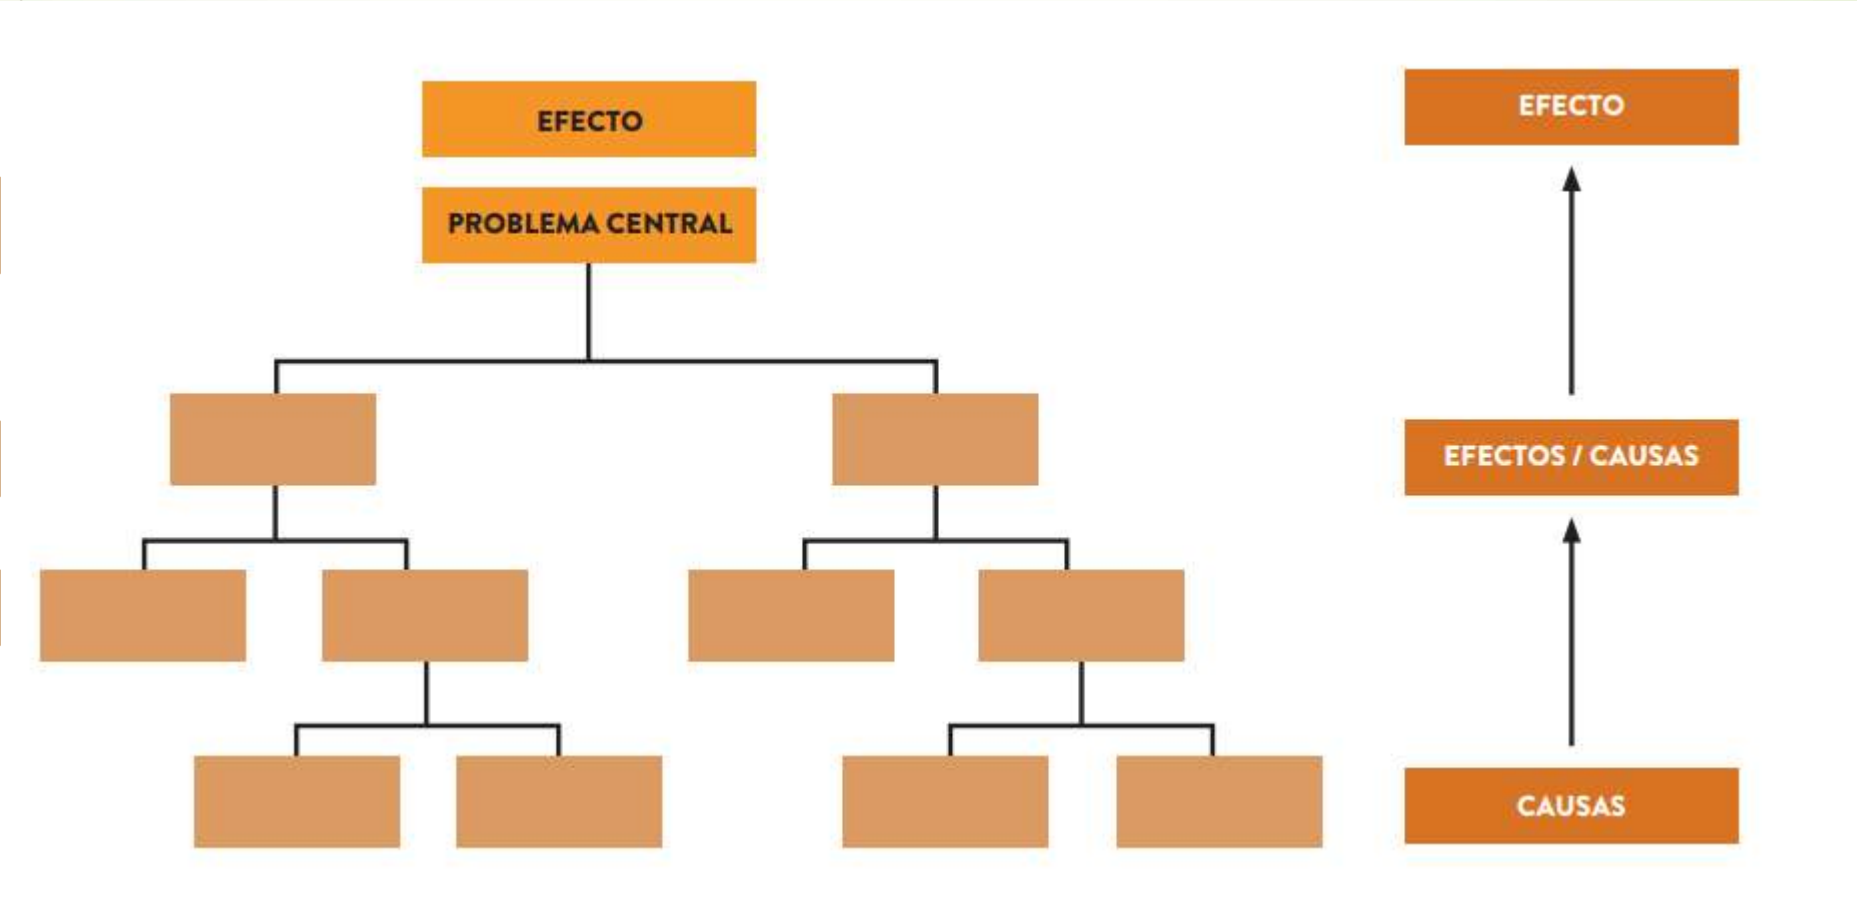 EFECTO
PROBLEMA CENTRAL
EFECTO
EFECTOS / CAUSAS
CAUSAS